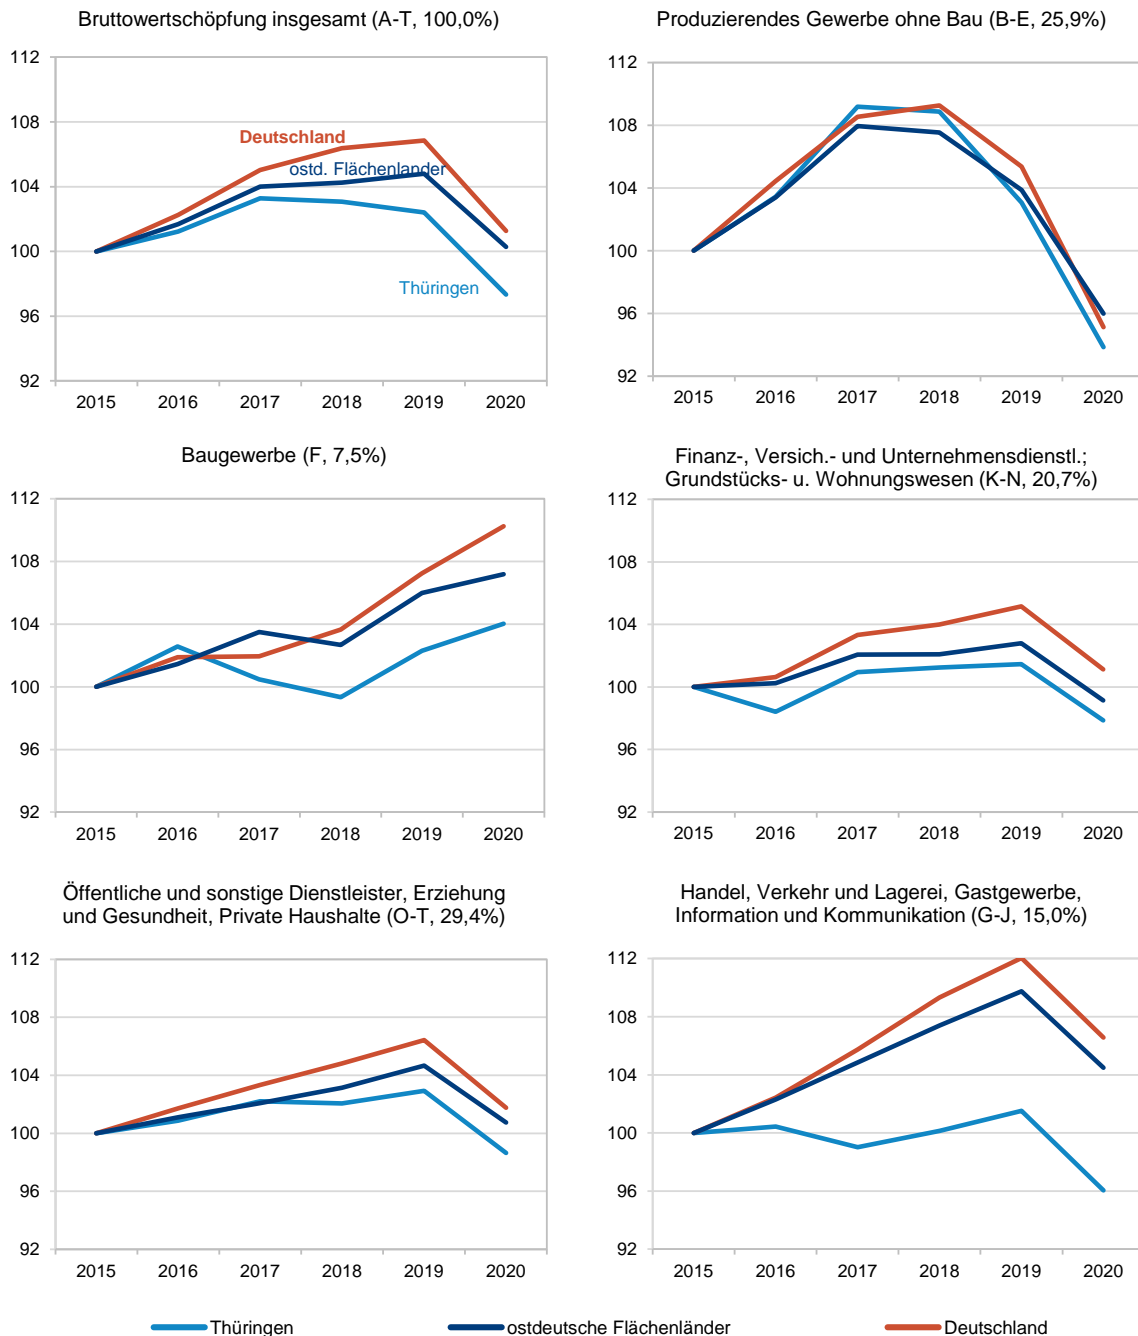 Bruttowertschöpfung insgesamt (A-T, 100,0%)
112
108
104
100
96
92
Deutschland
ostd. Flächenländer
Thüringen
2015 2016 2017 2018 2019 2020
Produzierendes Gewerbe ohne Bau (B-E, 25,9%)
112
108
104
100
96
92
2015 2016 2017 2018 2019 2020
Baugewerbe (F, 7,5%)
112
108
104
100
96
92
2015 2016 2017 2018 2019 2020
Finanz-, Versich.- und Unternehmensdienstl.;
Grundstücks- u. Wohnungswesen (K-N, 20,7%)
112
108
104
100
96
92
2015 2016 2017 2018 2019 2020
Öffentliche und sonstige Dienstleister, Erziehung
und Gesundheit, Private Haushalte (O-T, 29,4%)
112
108
104
100
96
92
2015 2016 2017 2018 2019 2020
Handel, Verkehr und Lagerei, Gastgewerbe,
Information und Kommunikation (G-J, 15,0%)
112
108
104
100
96
92
2015 2016 2017 2018 2019 2020
Thüringen ostdeutsche Flächenländer Deutschland